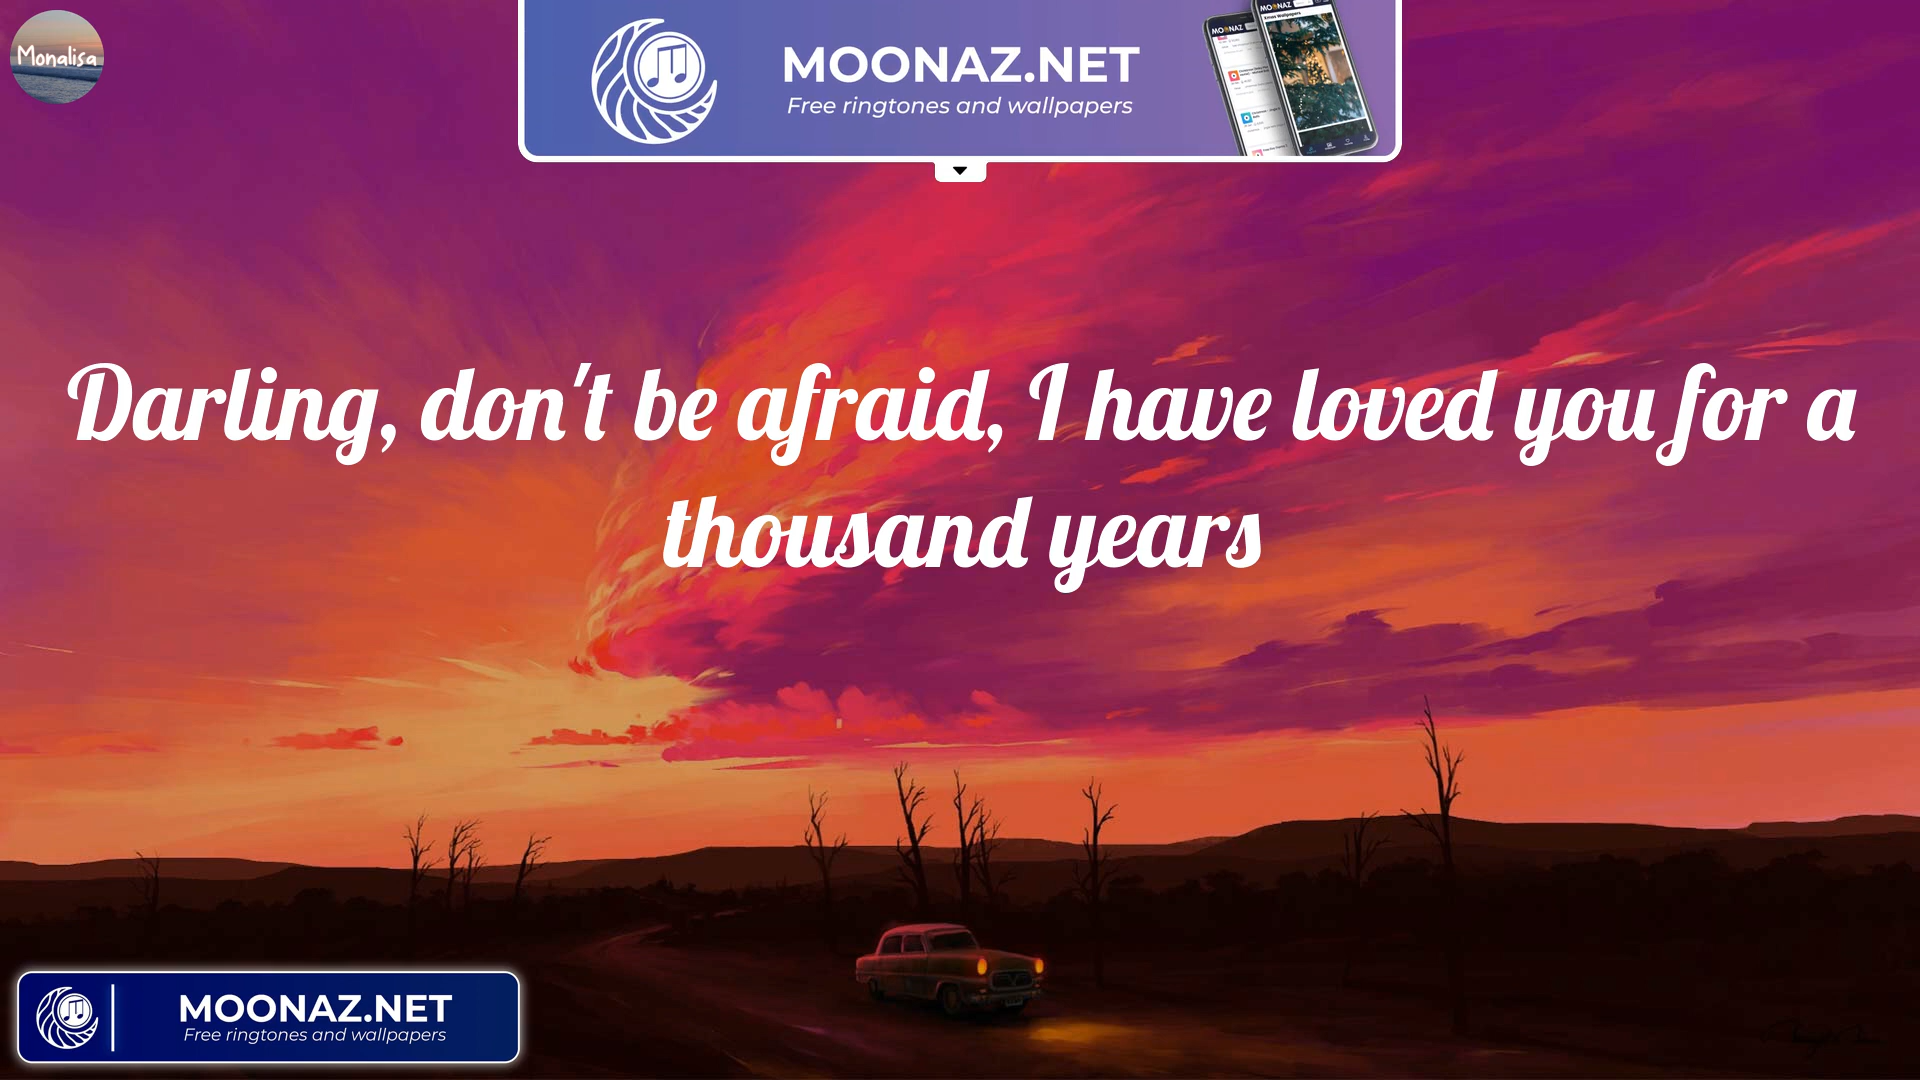 Monalisa
MOONAZ.NET
Free ringtones and wallpapers
Darling, don't be afraid, I have loved you for a
thousand years
MOONAZ.NET
Free ringtones and wallpapers